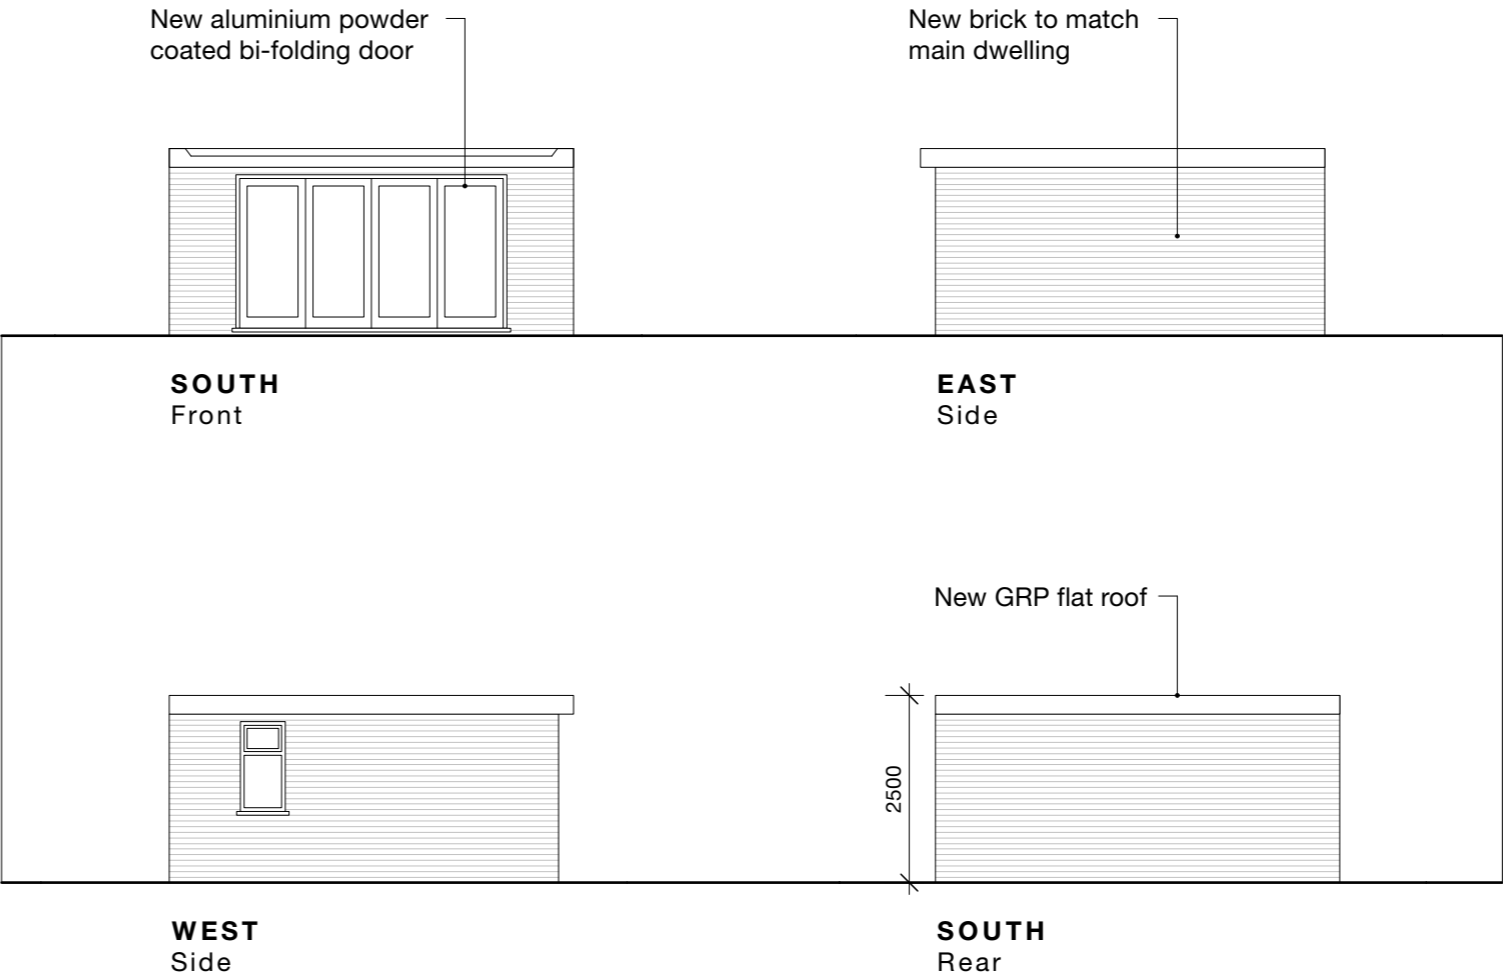 New aluminium powder
coated bi-folding door
New brick to match
main dwelling
SOUTH
Front
EAST
Side
New GRP flat roof
2500
WEST
Side
SOUTH
Rear